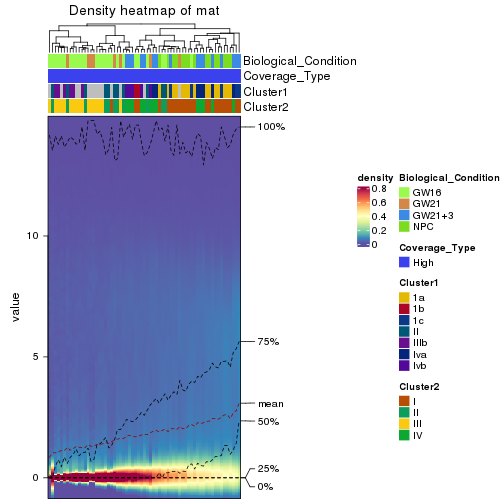 Density heatmap of mat
Biological_Condition
Coverage_Type
Cluster1
Cluster2
100%
75%
mean
50%
25%
0%
value
10
5
0
density
0.8
0.6
0.4
0.2
0
Biological_Condition
GW16
GW21
GW21+3
NPC
Coverage_Type
High
Cluster1
1a
1b
1c
II
IIIb
Iva
Ivb
Cluster2
I
II
III
IV